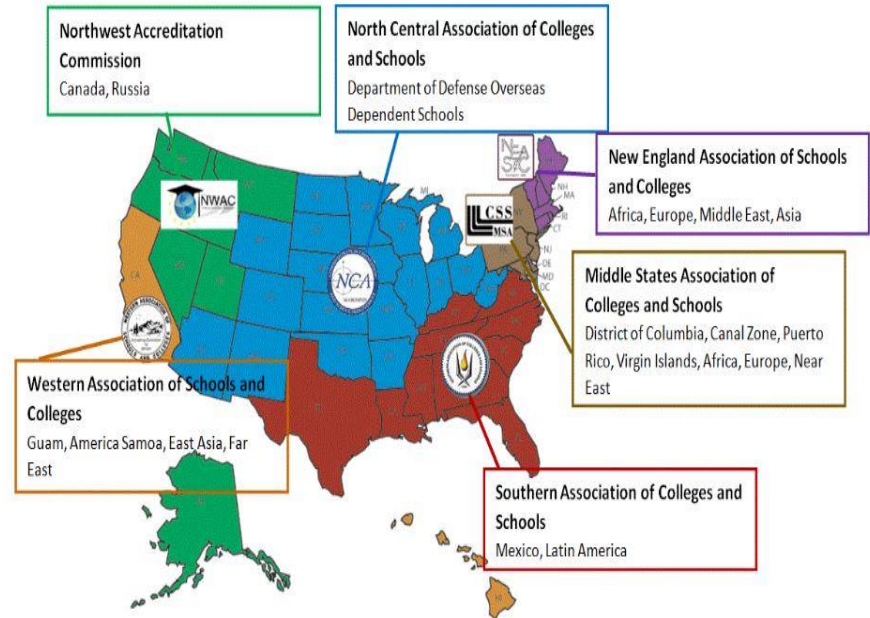 Northwest Accreditation
Commission
Canada, Russia
North Central Association of Colleges
and Schools
Department of Defense Overseas
Dependent Schools
New England Association of Schools
and Colleges
Africa, Europe, Middle East, Asia
NWAC
CSS
MSA
NCA
MI
NH
MA
RI
CT
NJ
DE
MD
DC
CA
Middle States Association of
Colleges and Schools
District of Columbia, Canal Zone, Puerto
Rico, Virgin Islands, Africa, Europe, Near
East
Western Association of Schools and
Colleges
Guam, America Samoa, East Asia, Far
East
Southern Association of Colleges and
Schools
Mexico, Latin America